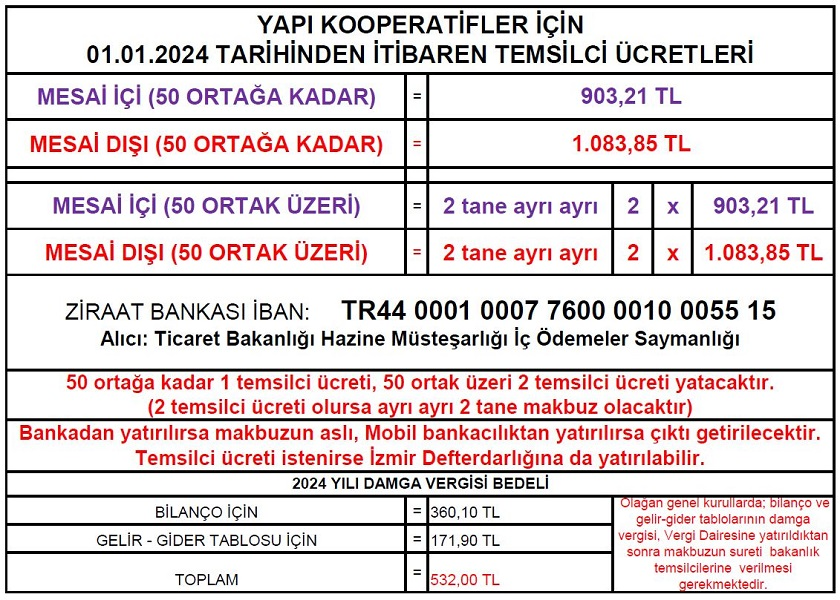 YAPI KOOPERATİFLER İÇİN
01.01.2024 TARİHİNDEN İTİBAREN TEMSİLCİ ÜCRETLERİ
MESAİ İÇİ (50 ORTAĞA KADAR) = 903,21 TL
MESAİ DIŞI (50 ORTAĞA KADAR) = 1.083,85 TL
MESAİ İÇİ (50 ORTAK ÜZERİ) = 2 tane ayrı ayrı 2 x 903,21 TL
MESAİ DIŞI (50 ORTAK ÜZERİ) = 2 tane ayrı ayrı 2 x 1.083,85 TL
ZİRAAT BANKASI İBAN: TR44 0001 0007 7600 0010 0055 15
Alıcı: Ticaret Bakanlığı Hazine Müsteşarlığı İç Ödemeler Saymanlığı
50 ortağa kadar 1 temsilci ücreti, 50 ortak üzeri 2 temsilci ücreti yatacaktır.
(2 temsilci ücreti olursa ayrı ayrı 2 tane makbuz olacaktır)
Bankadan yatırılırsa makbuzun aslı, Mobil bankacılıktan yatırılırsa çıktı getirilecektir.
Temsilci ücreti istenirse İzmir Defterdarlığına da yatırılabilir.
2024 YILI DAMGA VERGİSİ BEDELİ
BİLANÇO İÇİN = 360,10 TL
GELİR - GİDER TABLOSU İÇİN = 171,90 TL
TOPLAM = 532,00 TL
Olağan genel kurullarda; bilanço ve
gelir-gider tablolarının damga
vergisi, Vergi Dairesine yatırıldıktan
sonra makbuzun sureti bakanlık
temsilcilerine verilmesi
gerekmektedir.